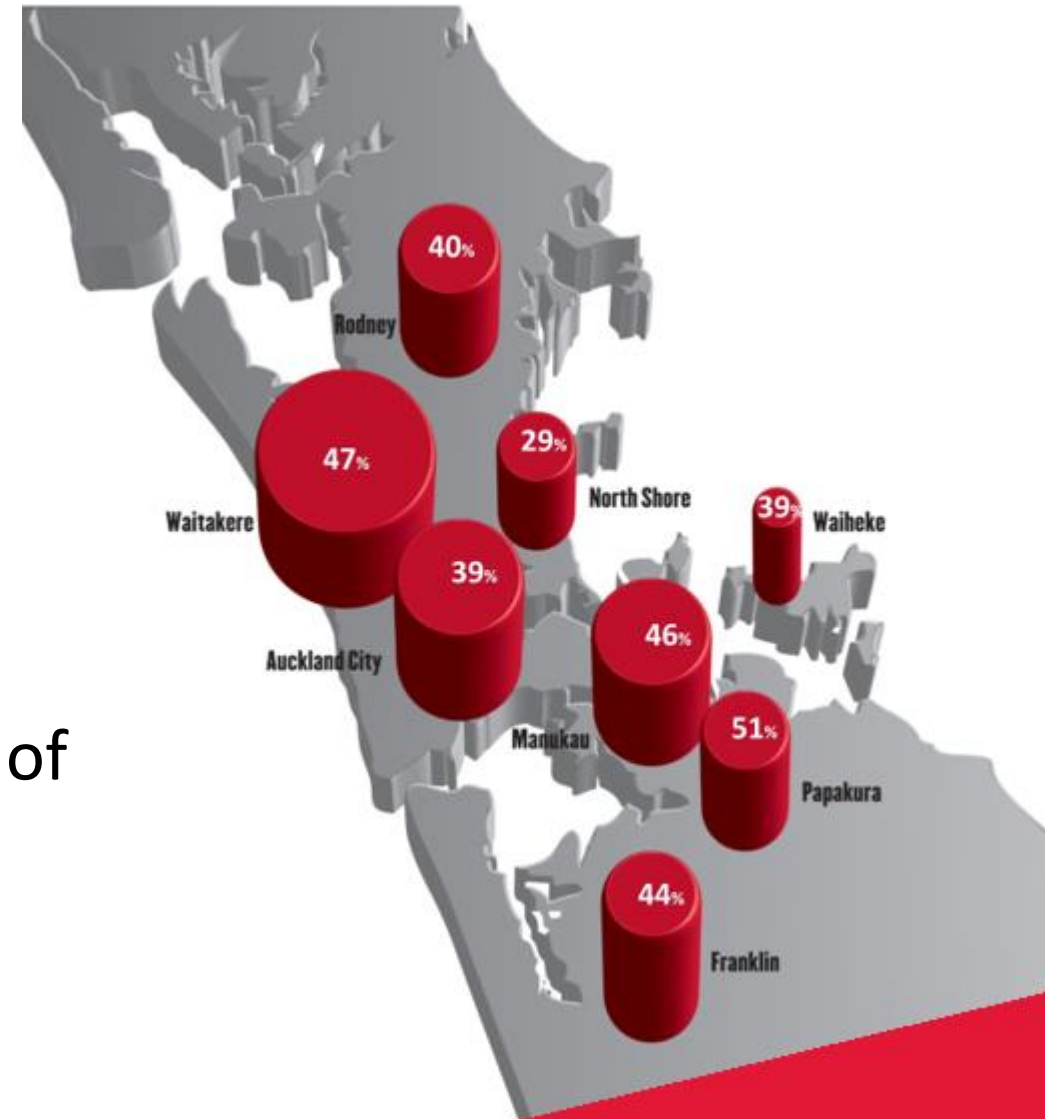 40%
Rodney
47%
Waitakere
29%
North Shore
39%
Waiheke
39%
Auckland City
46%
Manukau
of
51%
Papakura
44%
Franklin